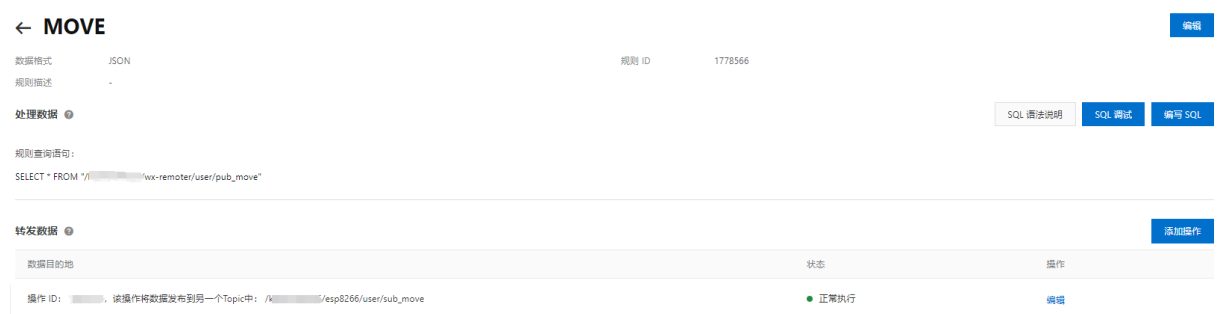 ← MOVE
编辑
数据格式 JSON 规则 ID 1778566
规则描述 -
处理数据
SQL 语法说明 SQL 调试 编写 SQL
规则查询语句:
SELECT * FROM "/ /wx-remoter/user/pub_move"
转发数据
添加操作
数据目的地 状态 操作
操作 ID: ，该操作将数据发布到另一个Topic中: /k /esp8266/user/sub_move 正常执行 编辑